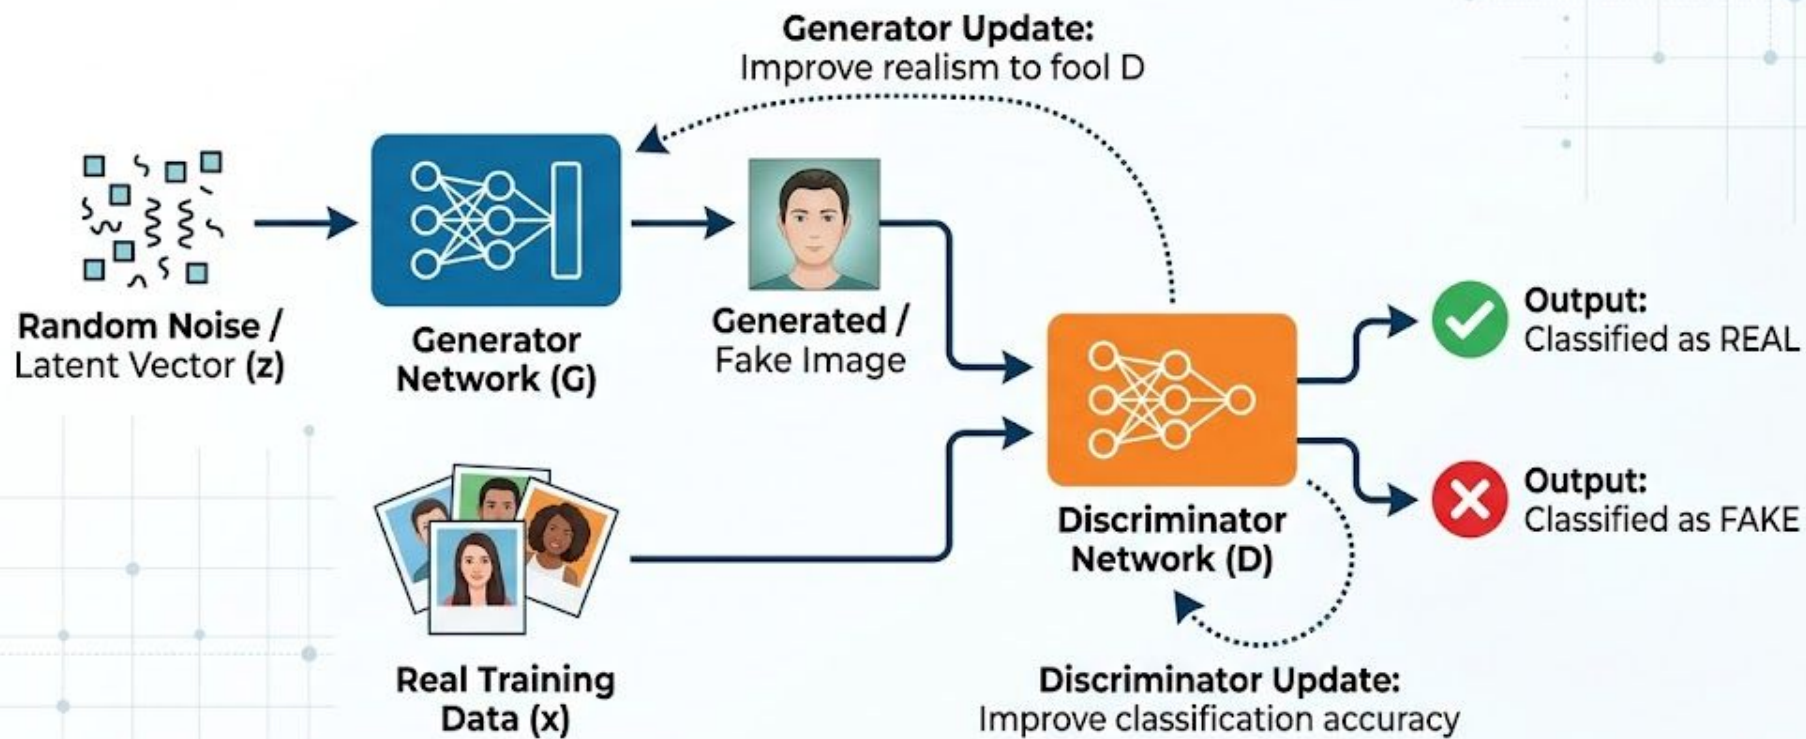 Generator Update:
Improve realism to fool D
Random Noise /
Latent Vector (z)
Generator
Network (G)
Generated /
Fake Image
Output:
Classified as REAL
Discriminator
Network (D)
Output:
Classified as FAKE
Real Training
Data (x)
Discriminator Update:
Improve classification accuracy